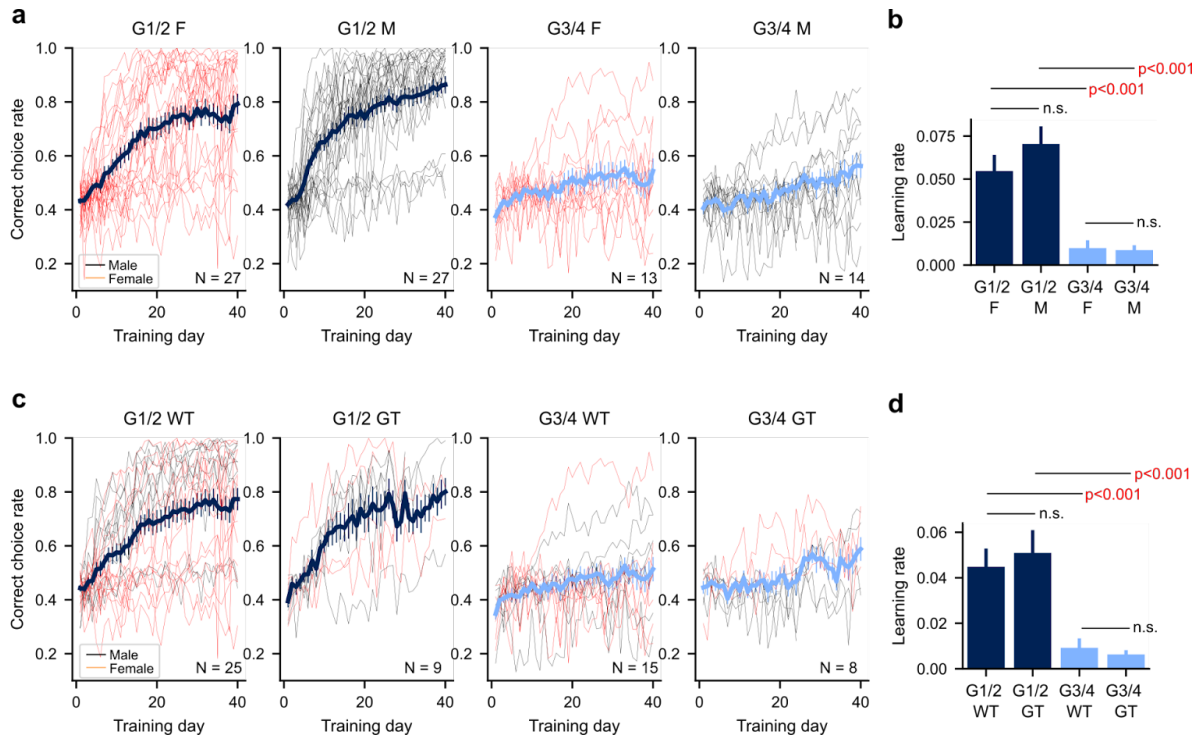 a
G1/2 F
G1/2 M
G3/4 F
G3/4 M
Correct choice rate
1.0
0.8
0.6
0.4
0.2
Male
Female
N = 27
0
20
40
Training day
1.0
0.8
0.6
0.4
0.2
N = 27
0
20
40
Training day
1.0
0.8
0.6
0.4
0.2
N = 13
0
20
40
Training day
1.0
0.8
0.6
0.4
0.2
N = 14
0
20
40
Training day
b
p<0.001
p<0.001
n.s.
n.s.
Learning rate
0.075
0.050
0.025
0.000
G1/2 F
G1/2 M
G3/4 F
G3/4 M
c
G1/2 WT
G1/2 GT
G3/4 WT
G3/4 GT
Correct choice rate
1.0
0.8
0.6
0.4
0.2
Male
Female
N = 25
0
20
40
Training day
1.0
0.8
0.6
0.4
0.2
N = 9
0
20
40
Training day
1.0
0.8
0.6
0.4
0.2
N = 15
0
20
40
Training day
1.0
0.8
0.6
0.4
0.2
N = 8
0
20
40
Training day
d
p<0.001
p<0.001
n.s.
n.s.
Learning rate
0.06
0.04
0.02
0.00
G1/2 WT
G1/2 GT
G3/4 WT
G3/4 GT